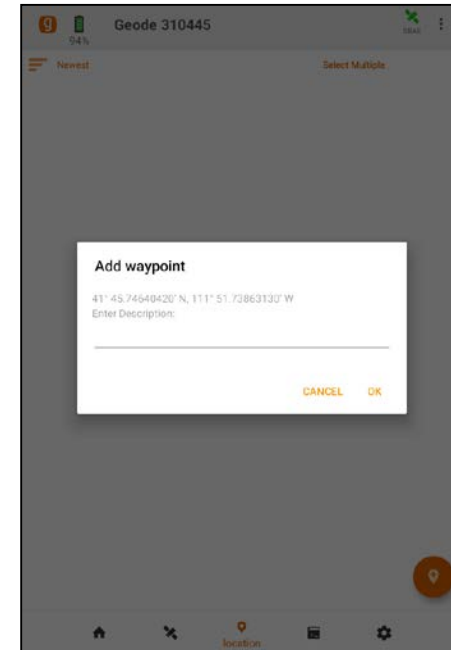 g
94%
Geode 310445
SBAS
Newest
Select Multiple
Add waypoint
41° 45.74640420' N, 111° 51.73863130' W
Enter Description:
CANCEL OK
location